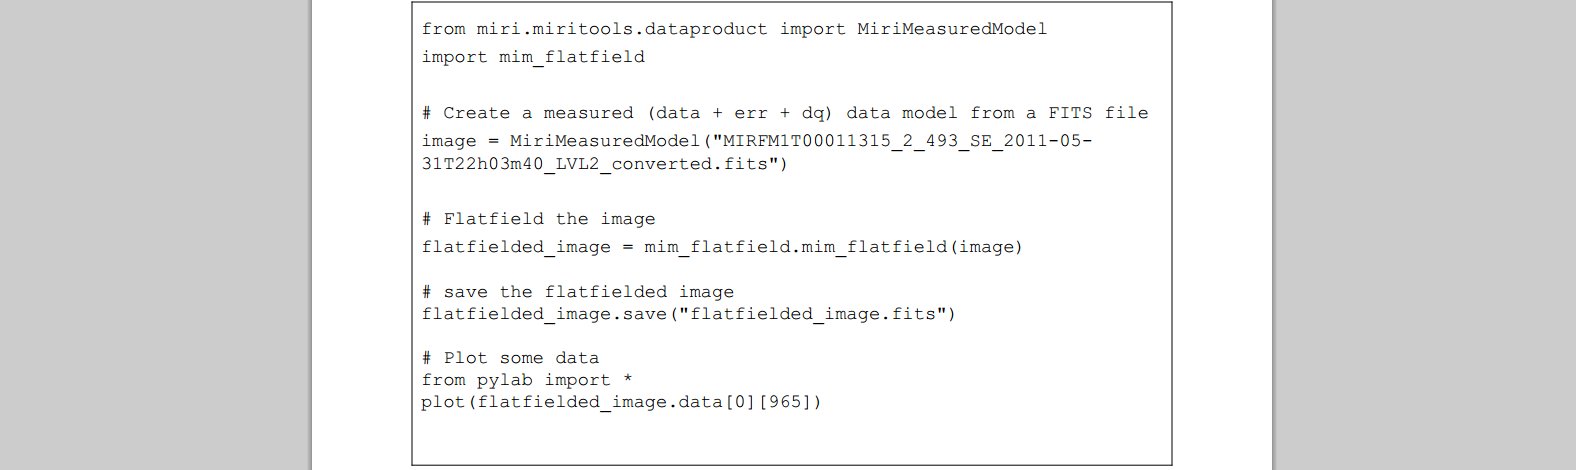 from miri.miritools.dataproduct import MiriMeasuredModel
import mim_flatfield
# Create a measured (data + err + dq) data model from a FITS file
image = MiriMeasuredModel("MIRFM1T00011315_2_493_SE_2011-05-
31T22h03m40_LVL2_converted.fits")
# Flatfield the image
flatfielded_image = mim_flatfield.mim_flatfield(image)
# save the flatfielded image
flatfielded_image.save("flatfielded_image.fits")
# Plot some data
from pylab import *
plot(flatfielded_image.data[0][965])